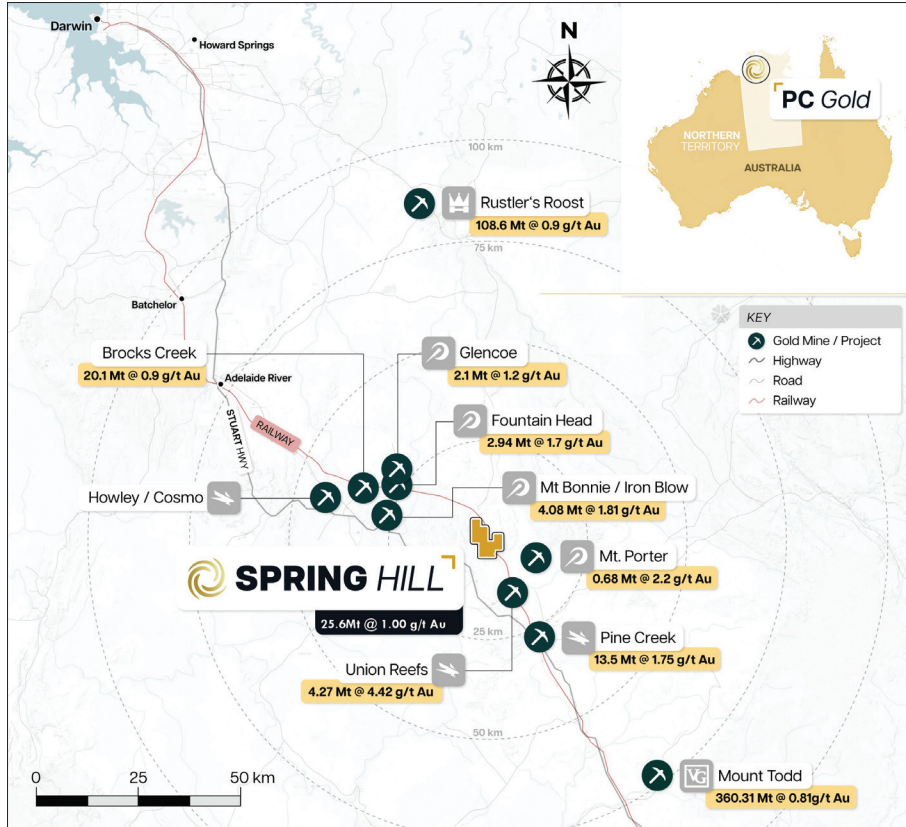 Darwin
Howard Springs
N
PC Gold
NORTHERN
TERRITORY
AUSTRALIA
100 km
Rustler's Roost
108.6 Mt @ 0.9 g/t Au
75 km
Batchelor
KEY
Gold Mine / Project
Highway
Road
Railway
Brocks Creek
20.1 Mt @ 0.9 g/t Au
Glencoe
2.1 Mt @ 1.2 g/t Au
Adelaide River
STUART HWY
RAILWAY
Fountain Head
2.94 Mt @ 1.7 g/t Au
Howley / Cosmo
Mt Bonnie / Iron Blow
4.08 Mt @ 1.81 g/t Au
SPRING HILL
25.6Mt @ 1.00 g/t Au
Mt. Porter
0.68 Mt @ 2.2 g/t Au
25 km
Pine Creek
13.5 Mt @ 1.75 g/t Au
Union Reefs
4.27 Mt @ 4.42 g/t Au
50 km
0 25 50 km
VG
Mount Todd
360.31 Mt @ 0.81g/t Au